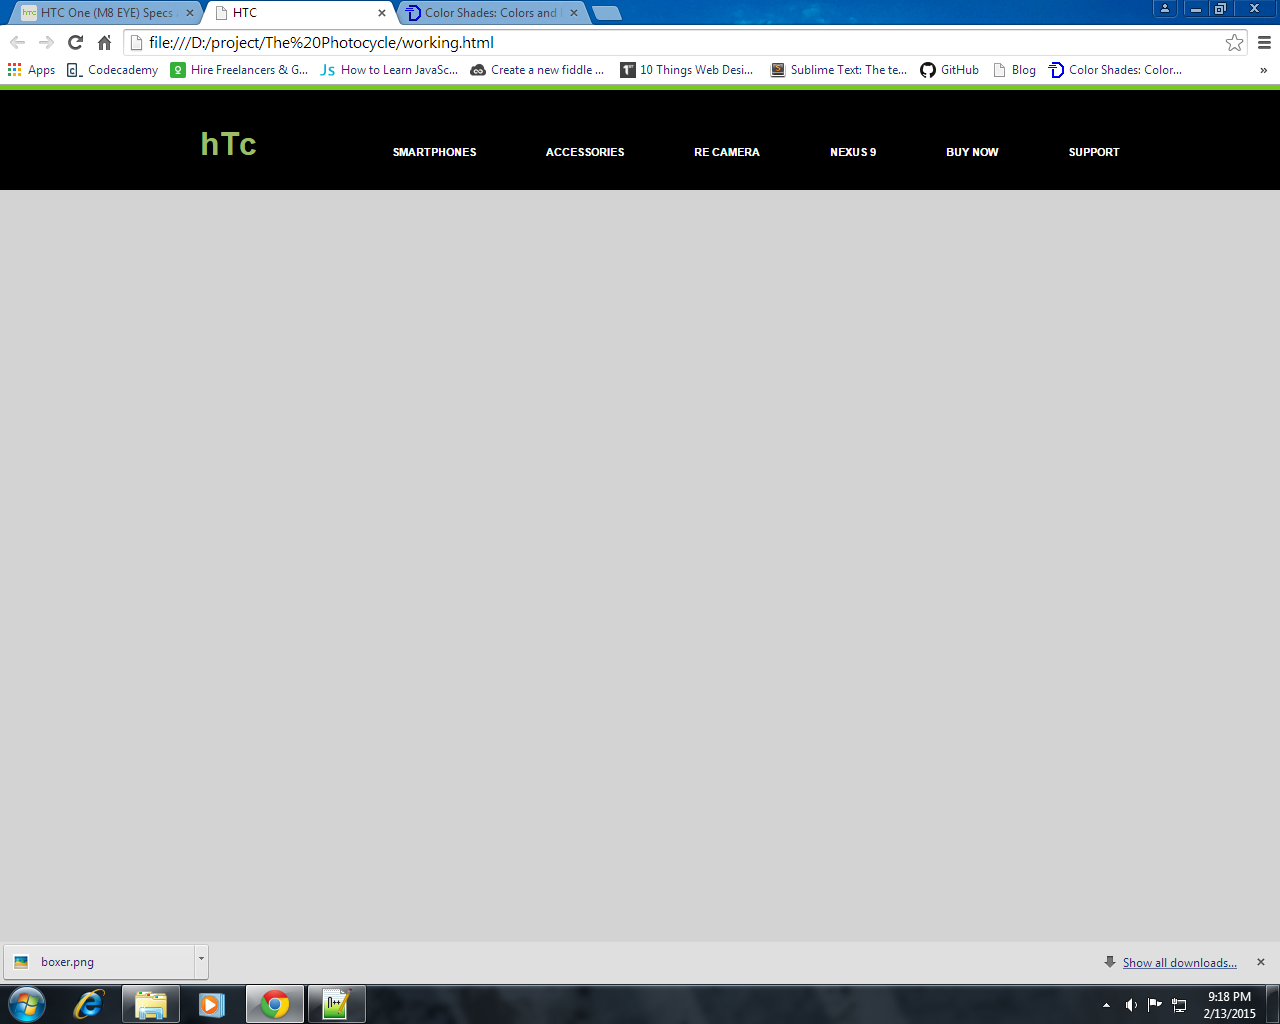 HTC One (M8 EYE) Specs
HTC
Color Shades: Colors and
file:///D:/project/The%20Photocycle/working.html
Apps
Codecademy
Hire Freelancers & G...
How to Learn JavaSc...
Create a new fiddle ...
10 Things Web Desi...
Sublime Text: The te...
GitHub
Blog
Color Shades: Color...
»
hTc
SMARTPHONES
ACCESSORIES
RE CAMERA
NEXUS 9
BUY NOW
SUPPORT
boxer.png
Show all downloads...
9:18 PM
2/13/2015